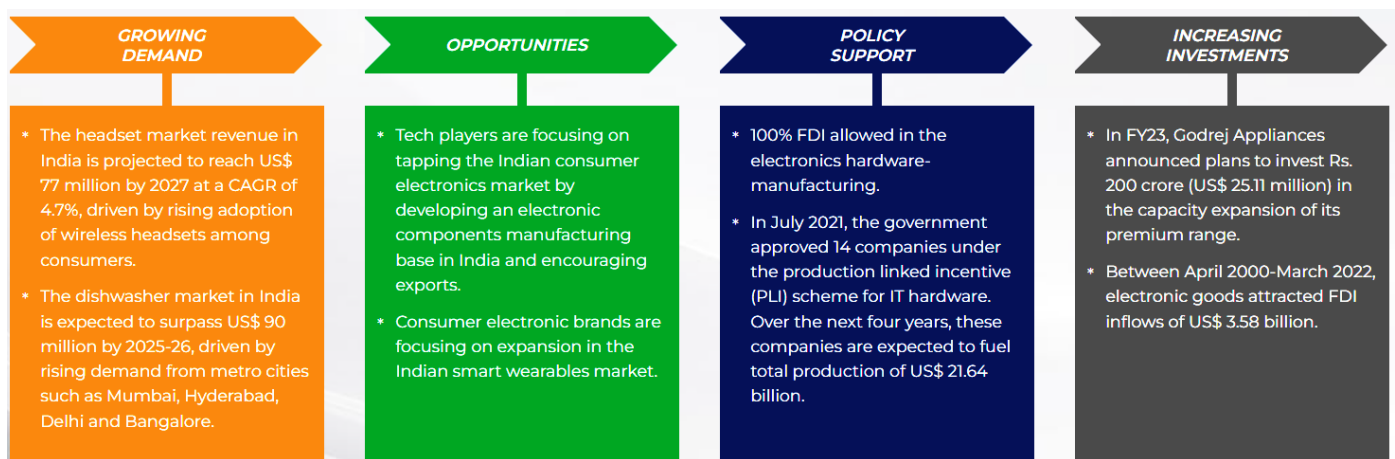 GROWING
DEMAND
* The headset market revenue in
India is projected to reach US$
77 million by 2027 at a CAGR of
4.7%, driven by rising adoption
of wireless headsets among
consumers.
* The dishwasher market in India
is expected to surpass US$ 90
million by 2025-26, driven by
rising demand from metro cities
such as Mumbai, Hyderabad,
Delhi and Bangalore.
OPPORTUNITIES
* Tech players are focusing on
tapping the Indian consumer
electronics market by
developing an electronic
components manufacturing
base in India and encouraging
exports.
* Consumer electronic brands are
focusing on expansion in the
Indian smart wearables market.
POLICY
SUPPORT
* 100% FDI allowed in the
electronics hardware-
manufacturing.
* In July 2021, the government
approved 14 companies under
the production linked incentive
(PLI) scheme for IT hardware.
Over the next four years, these
companies are expected to fuel
total production of US$ 21.64
billion.
INCREASING
INVESTMENTS
* In FY23, Godrej Appliances
announced plans to invest Rs.
200 crore (US$ 25.11 million) in
the capacity expansion of its
premium range.
* Between April 2000-March 2022,
electronic goods attracted FDI
inflows of US$ 3.58 billion.